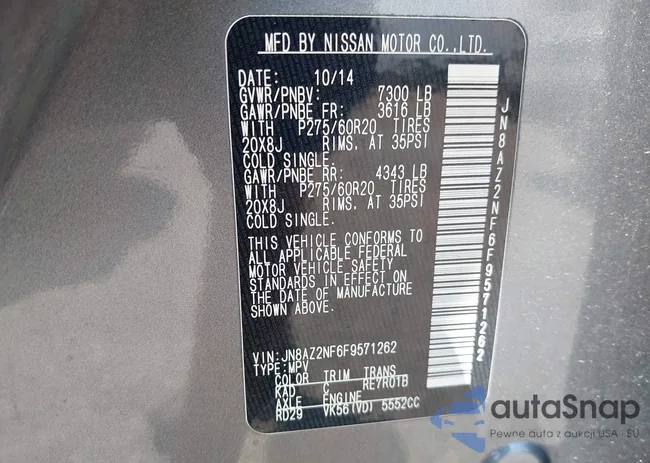 MFD BY NISSAN MOTOR CO.,LTD.
DATE: 10/14
GVWR/PNBV: 7300 LB
GAWR/PNBE FR: 3616 LB
WITH P275/60R20 TIRES
20X8J RIMS. AT 35PSI
COLD SINGLE.
GAWR/PNBE RR: 4343 LB
WITH P275/60R20 TIRES
20X8J RIMS. AT 35PSI
COLD SINGLE.
THIS VEHICLE CONFORMS TO
ALL APPLICABLE FEDERAL
MOTOR VEHICLE SAFETY
STANDARDS IN EFFECT ON
THE DATE OF MANUFACTURE
SHOWN ABOVE.
VIN: JN8AZ2NF6F9571262
TYPE: MPV
COLOR TRIM TRANS
KAD C RE7R01B
AXLE ENGINE
RD29 VK56(VD) 5552CC
JN8AZ2NF6F9571262
autaSnap
Pewne auta z aukcji USA - EU